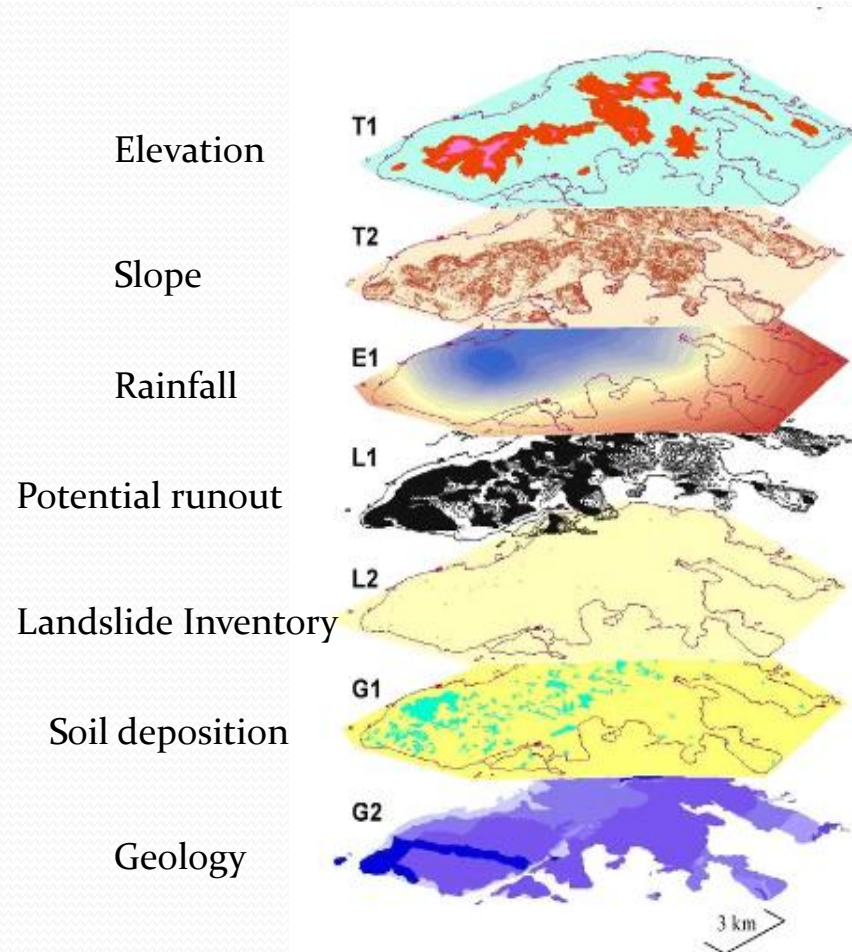 T1
Elevation
T2
Slope
E1
Rainfall
L1
Potential runout
L2
Landslide Inventory
G1
Soil deposition
G2
Geology
3 km